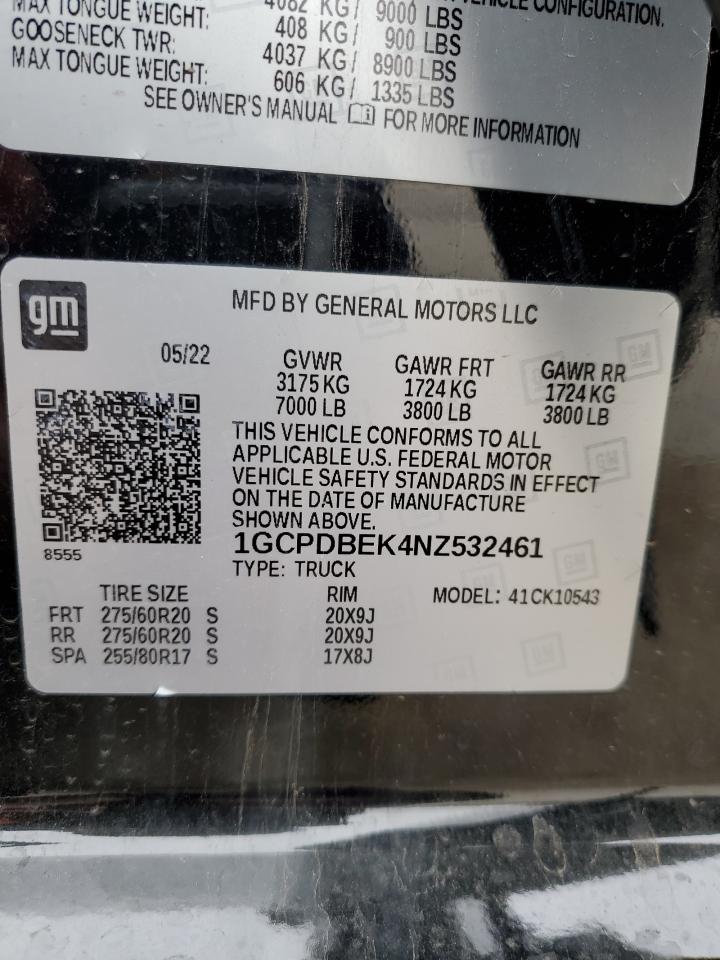 VEHICLE CONFIGURATION.
4082 KG/ 9000 LBS
MAX TONGUE WEIGHT: 408 KG/ 900 LBS
GOOSENECK TWR: 4037 KG/ 8900 LBS
MAX TONGUE WEIGHT: 606 KG/ 1335 LBS
SEE OWNER'S MANUAL FOR MORE INFORMATION
gm
MFD BY GENERAL MOTORS LLC
05/22
GVWR GAWR FRT GAWR RR
3175 KG 1724 KG 1724 KG
7000 LB 3800 LB 3800 LB
THIS VEHICLE CONFORMS TO ALL
APPLICABLE U.S. FEDERAL MOTOR
VEHICLE SAFETY STANDARDS IN EFFECT
ON THE DATE OF MANUFACTURE
SHOWN ABOVE.
8555
1GCPDBEK4NZ532461
TYPE: TRUCK
TIRE SIZE RIM MODEL: 41CK10543
FRT 275/60R20 S 20X9J
RR 275/60R20 S 20X9J
SPA 255/80R17 S 17X8J